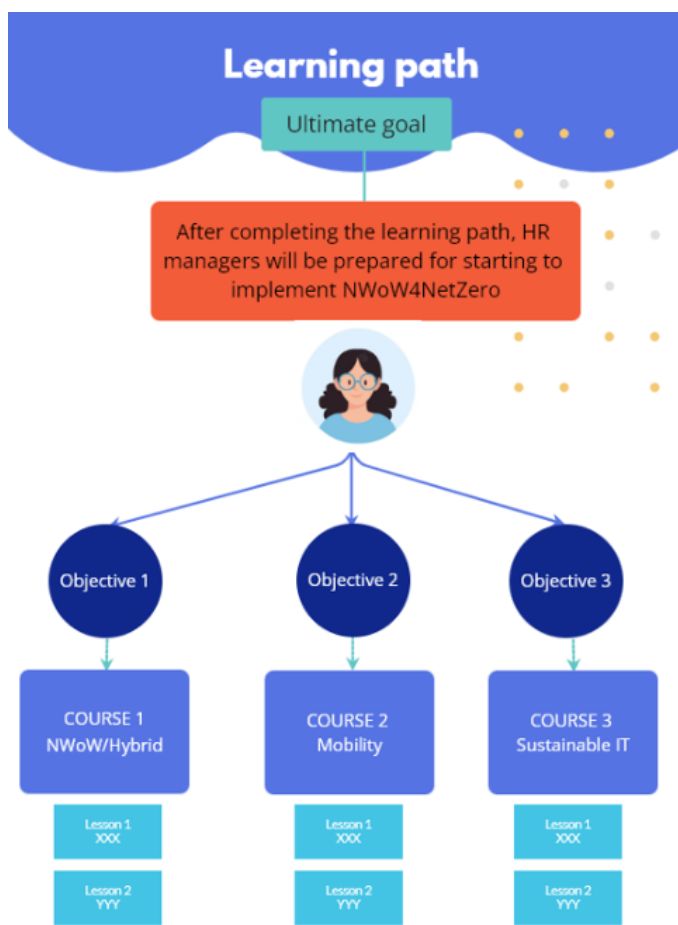 Learning path
Ultimate goal
After completing the learning path, HR
managers will be prepared for starting to
implement NWoW4NetZero
Objective 1
Objective 2
Objective 3
COURSE 1
NWoW/Hybrid
COURSE 2
Mobility
COURSE 3
Sustainable IT
Lesson 1
XXX
Lesson 1
XXX
Lesson 1
XXX
Lesson 2
YYY
Lesson 2
YYY
Lesson 2
YYY